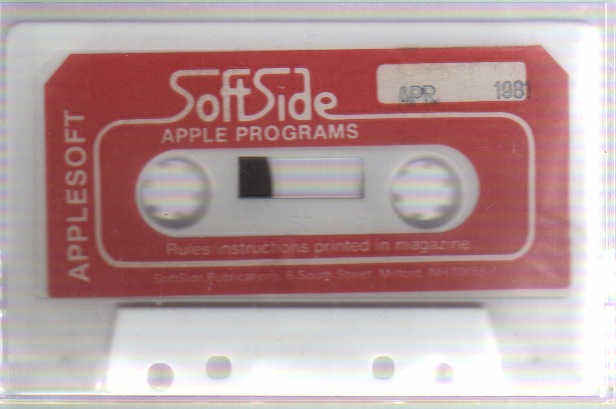 SoftSide
APR 1981
APPLE PROGRAMS
APPLESOFT
Rules/instructions printed in magazine
SoftSide Publications, 6 South Street, Milford, NH 03055